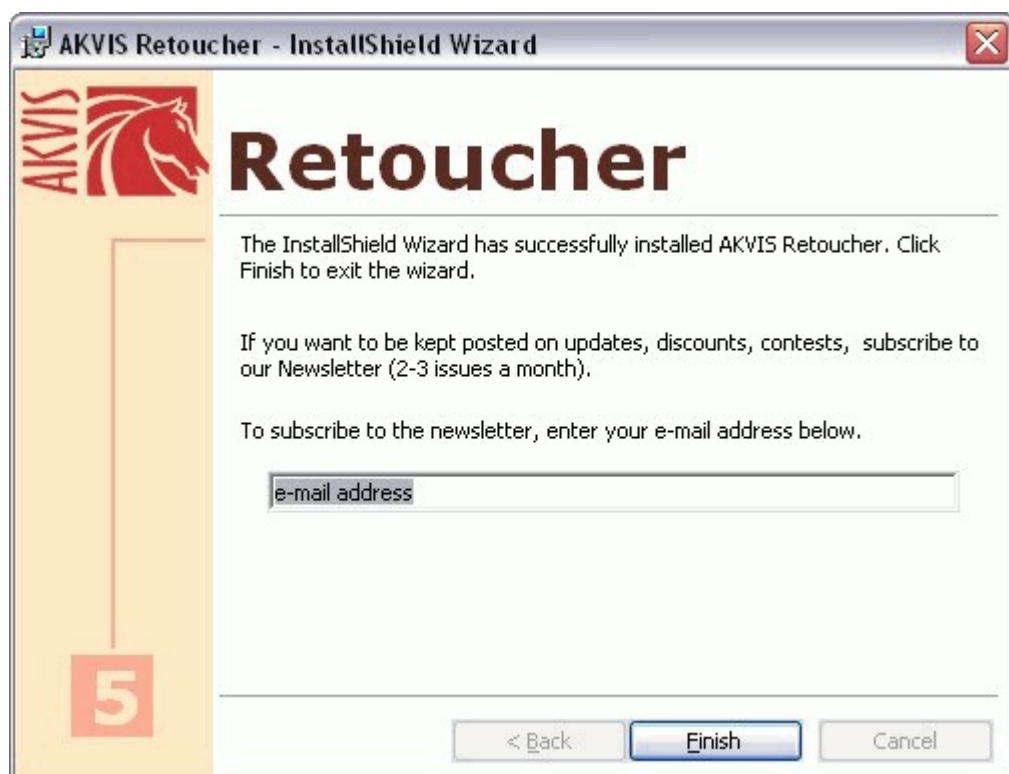 AKVIS Retoucher - InstallShield Wizard
AKVIS
Retoucher
The InstallShield Wizard has successfully installed AKVIS Retoucher. Click
Finish to exit the wizard.
If you want to be kept posted on updates, discounts, contests,  subscribe to
our Newsletter (2-3 issues a month).
To subscribe to the newsletter, enter your e-mail address below.
e-mail address
5
< Back
Finish
Cancel